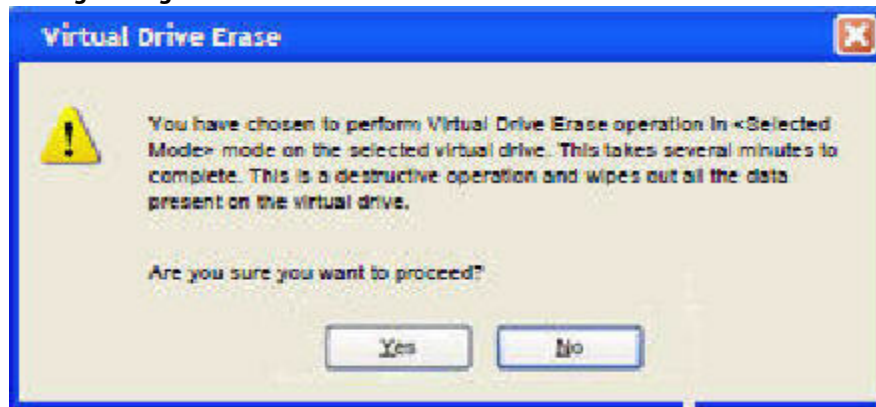 Virtual Drive Erase
You have chosen to perform Virtual Drive Erase operation in <Selected
Mode> mode on the selected virtual drive. This takes several minutes to
complete. This is a destructive operation and wipes out all the data
present on the virtual drive.
Are you sure you want to proceed?
Yes
No